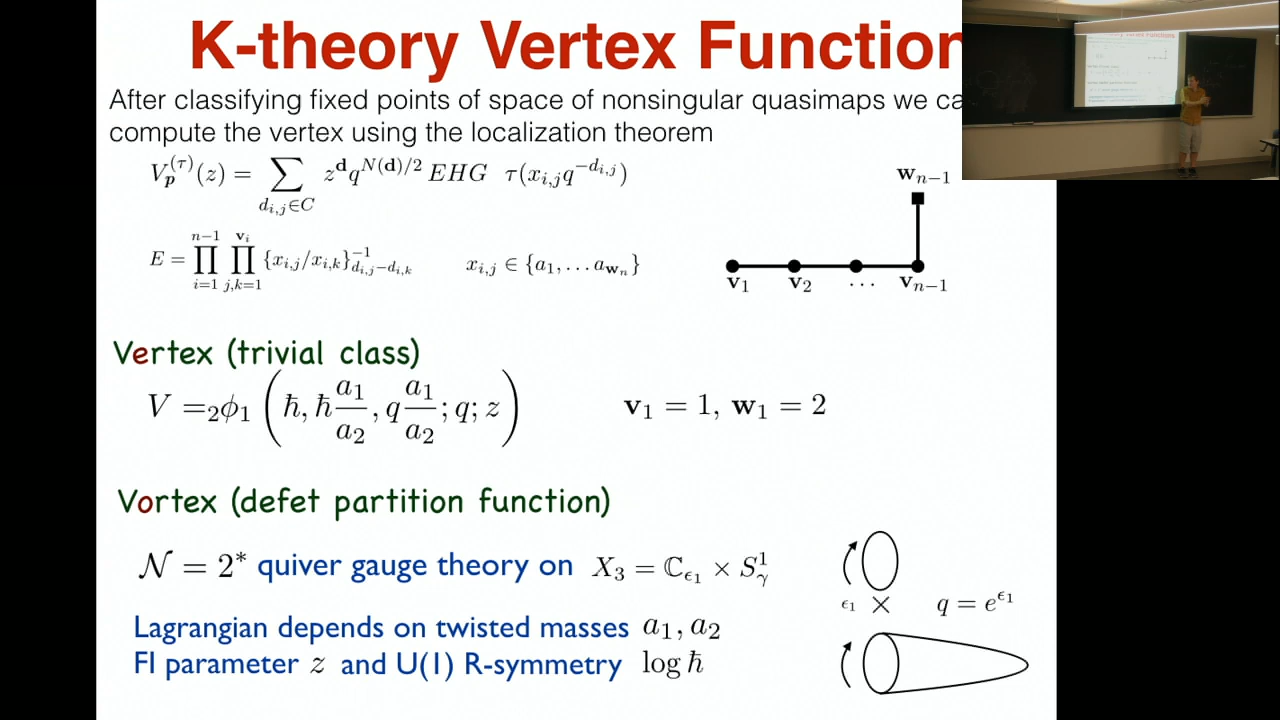 K-theory Vertex Function
After classifying fixed points of space of nonsingular quasimaps we ca
compute the vertex using the localization theorem
V_𝒑^{(τ)}(z) = ∑_{d_{i,j}∈C} z^𝐝 q^{N(𝐝)/2} EHG τ(x_{i,j}q^{-d_{i,j}})
E = ∏_{i=1}^{n-1} ∏_{j,k=1}^{𝐯_i} {x_{i,j}/x_{i,k}}^{-1}_{d_{i,j}-d_{i,k}} x_{i,j} ∈ {a_1, … a_{𝐰_n}}
𝐰_{n-1}
𝐯_1 𝐯_2 ⋯ 𝐯_{n-1}
Vertex (trivial class)
V =_2φ_1 (ħ, ħ a_1/a_2, q a_1/a_2; q; z) 𝐯_1 = 1, 𝐰_1 = 2
Vortex (defet partition function)
𝒩 = 2* quiver gauge theory on X_3 = ℂ_{ε_1} × S^1_γ
ε_1 × q = e^{ε_1}
Lagrangian depends on twisted masses a_1, a_2
FI parameter z and U(1) R-symmetry log ħ